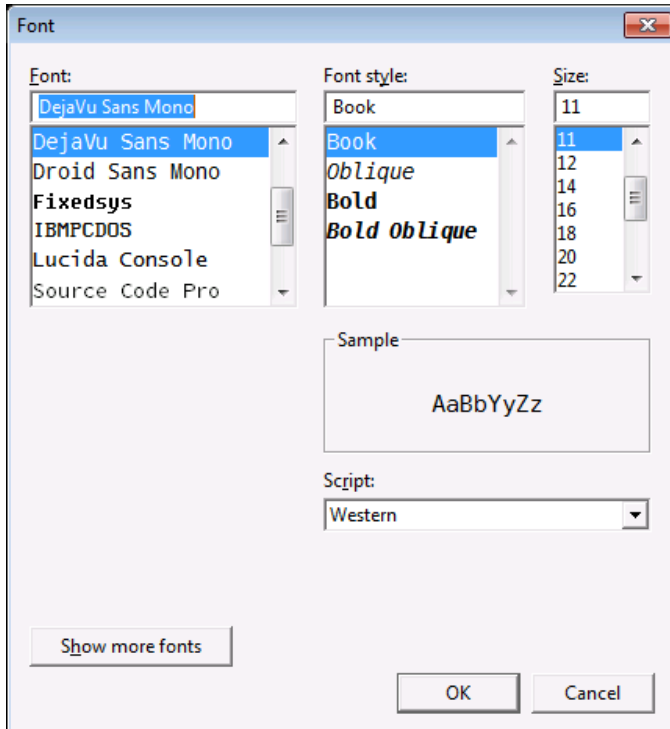 Font
Font: Font style: Size:
DejaVu Sans Mono Book 11
DejaVu Sans Mono Book 11
Droid Sans Mono Oblique 12
Fixedsys Bold 14
IBMPCDOS Bold Oblique 16
Lucida Console 18
Source Code Pro 20
22
Sample
AaBbYyZz
Script:
Western
Show more fonts
OK Cancel